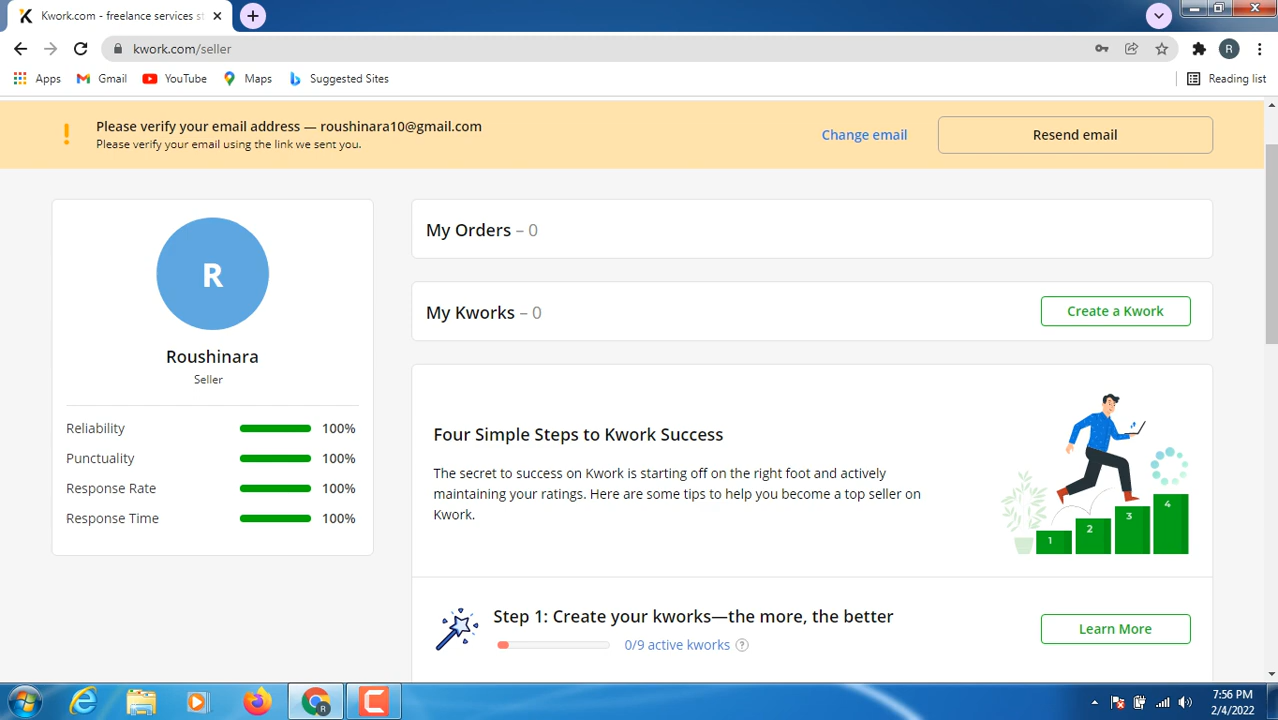 Kwork.com - freelance services st
kwork.com/seller
R
Apps Gmail YouTube Maps Suggested Sites Reading list
Please verify your email address — roushinara10@gmail.com
Please verify your email using the link we sent you.
Change email
Resend email
R
Roushinara
Seller
Reliability 100%
Punctuality 100%
Response Rate 100%
Response Time 100%
My Orders – 0
My Kworks – 0
Create a Kwork
Four Simple Steps to Kwork Success
The secret to success on Kwork is starting off on the right foot and actively
maintaining your ratings. Here are some tips to help you become a top seller on
Kwork.
1 2 3 4
Step 1: Create your kworks—the more, the better
0/9 active kworks ?
Learn More
R
7:56 PM
2/4/2022